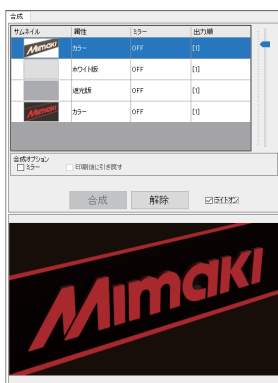 合成
サムネイル 属性 ミラー 出力順
Mimaki カラー OFF [1]
ホワイト版 OFF [1]
遮光版 OFF [1]
Mimaki カラー OFF [1]
合成オプション
ミラー 印刷後に引き戻す
合成 解除 ライトオン
Mimaki